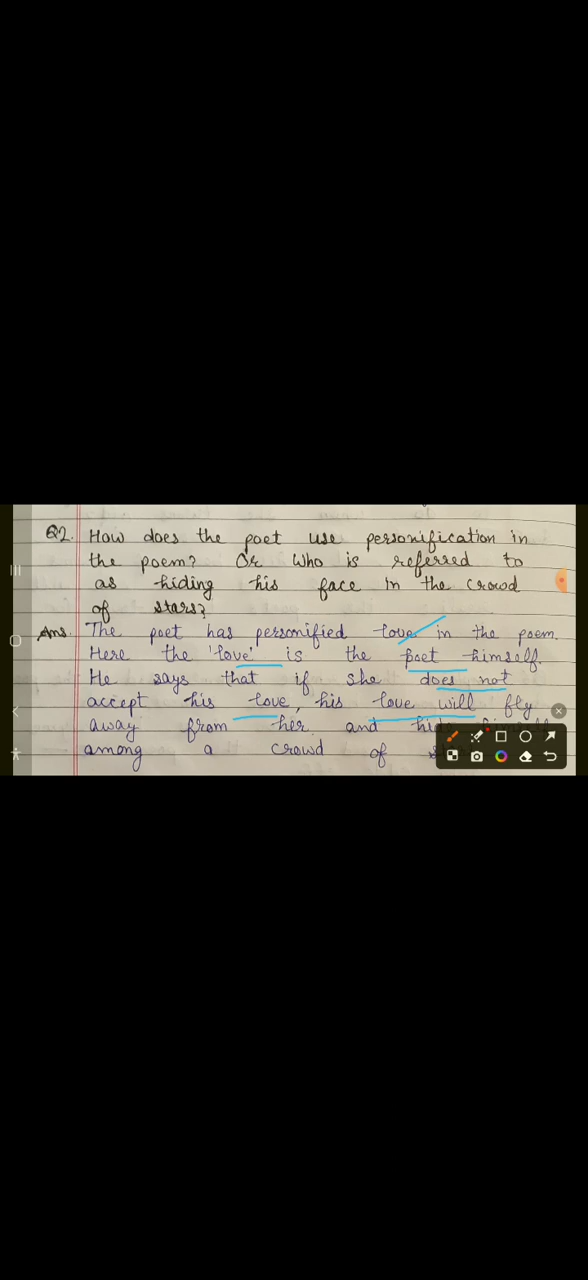 Q2. How does the poet use personification in
the poem? Or Who is referred to
as hiding his face in the crowd
of stars?
Ans. The poet has personified love in the poem.
Here the 'love' is the poet himself.
He says that if she does not
accept his love, his love will fly
away from her and
among a crowd of